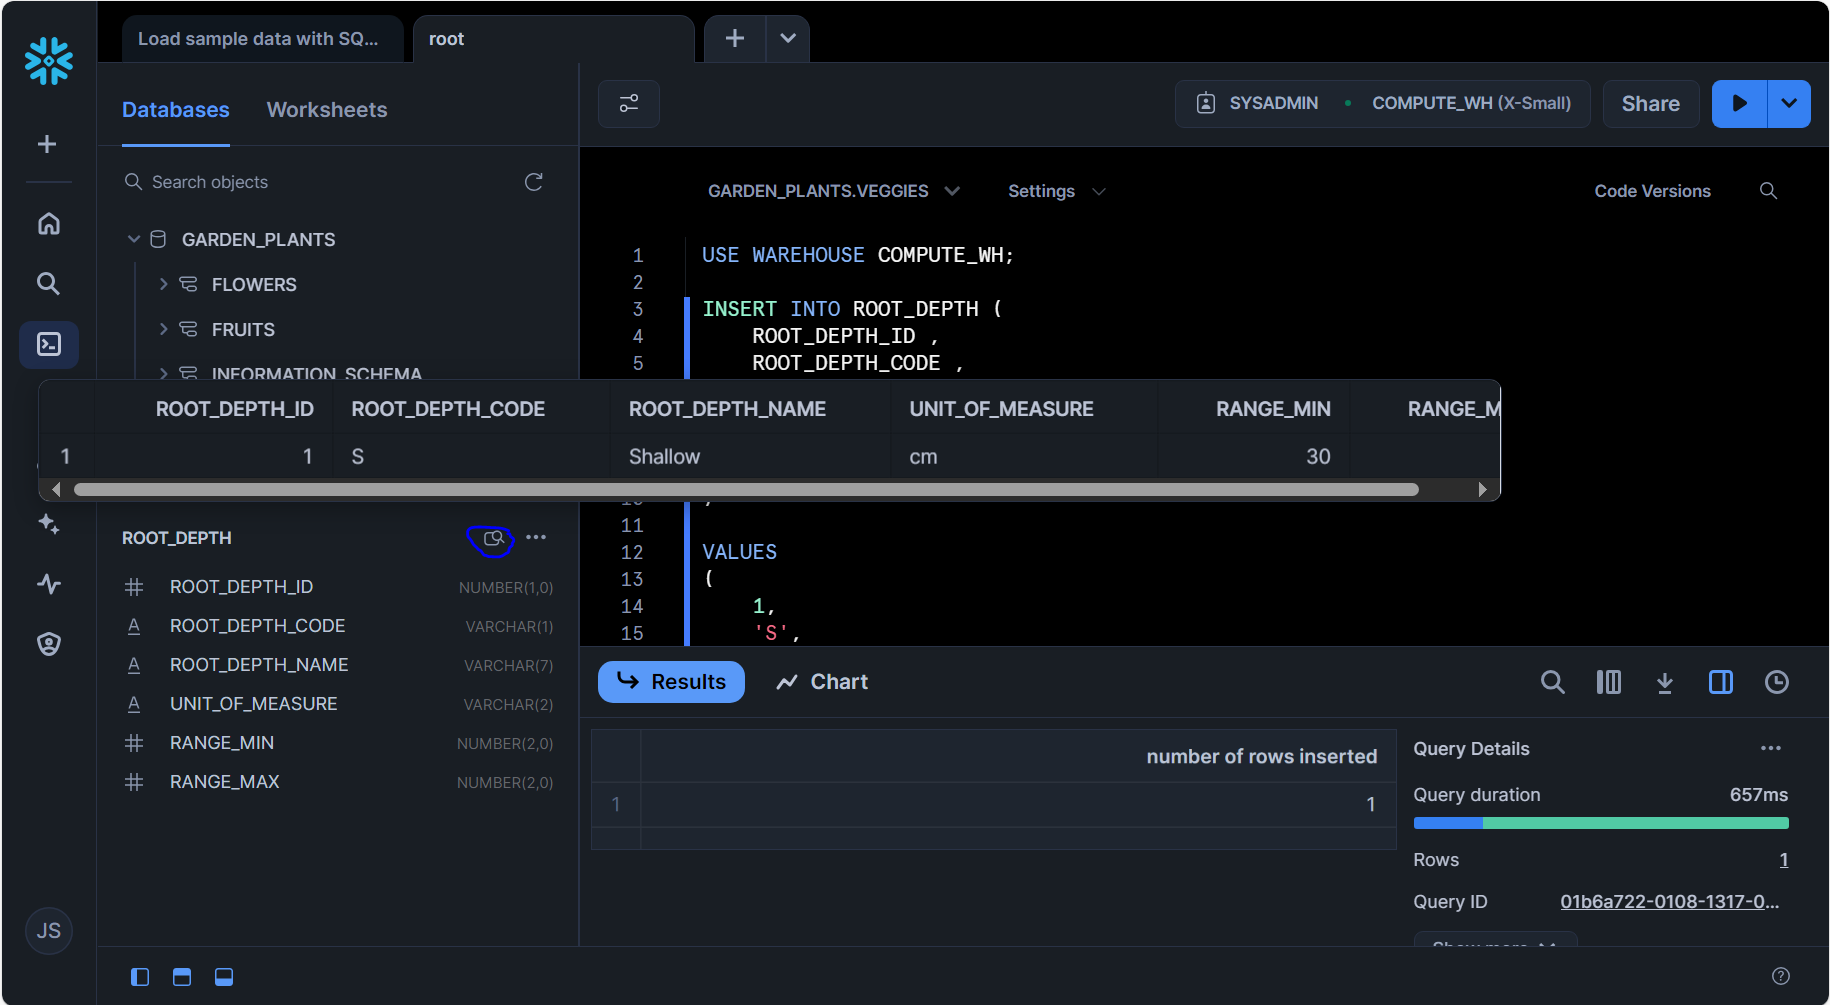 Load sample data with SQ...
root
Databases
Worksheets
SYSADMIN
COMPUTE_WH (X-Small)
Share
Search objects
GARDEN_PLANTS.VEGGIES
Settings
Code Versions
GARDEN_PLANTS
FLOWERS
FRUITS
INFORMATION_SCHEMA
1 USE WAREHOUSE COMPUTE_WH;
2
3 INSERT INTO ROOT_DEPTH (
4 ROOT_DEPTH_ID ,
5 ROOT_DEPTH_CODE ,
ROOT_DEPTH_ID ROOT_DEPTH_CODE ROOT_DEPTH_NAME UNIT_OF_MEASURE RANGE_MIN RANGE_M
1 1 S Shallow cm 30
11
12 VALUES
13 (
14 1,
15 'S',
ROOT_DEPTH
ROOT_DEPTH_ID NUMBER(1,0)
ROOT_DEPTH_CODE VARCHAR(1)
ROOT_DEPTH_NAME VARCHAR(7)
UNIT_OF_MEASURE VARCHAR(2)
RANGE_MIN NUMBER(2,0)
RANGE_MAX NUMBER(2,0)
Results
Chart
number of rows inserted
1 1
Query Details
Query duration 657ms
Rows 1
Query ID 01b6a722-0108-1317-0...
Show more
JS